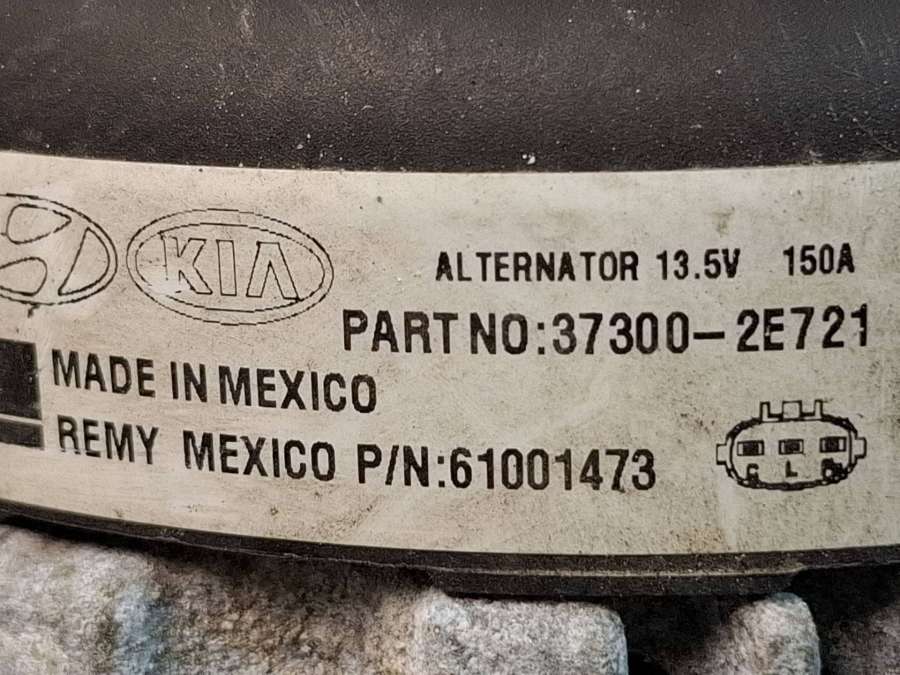 KIA
ALTERNATOR 13.5V 150A
PART NO:37300-2E721
MADE IN MEXICO
REMY MEXICO P/N:61001473
C L